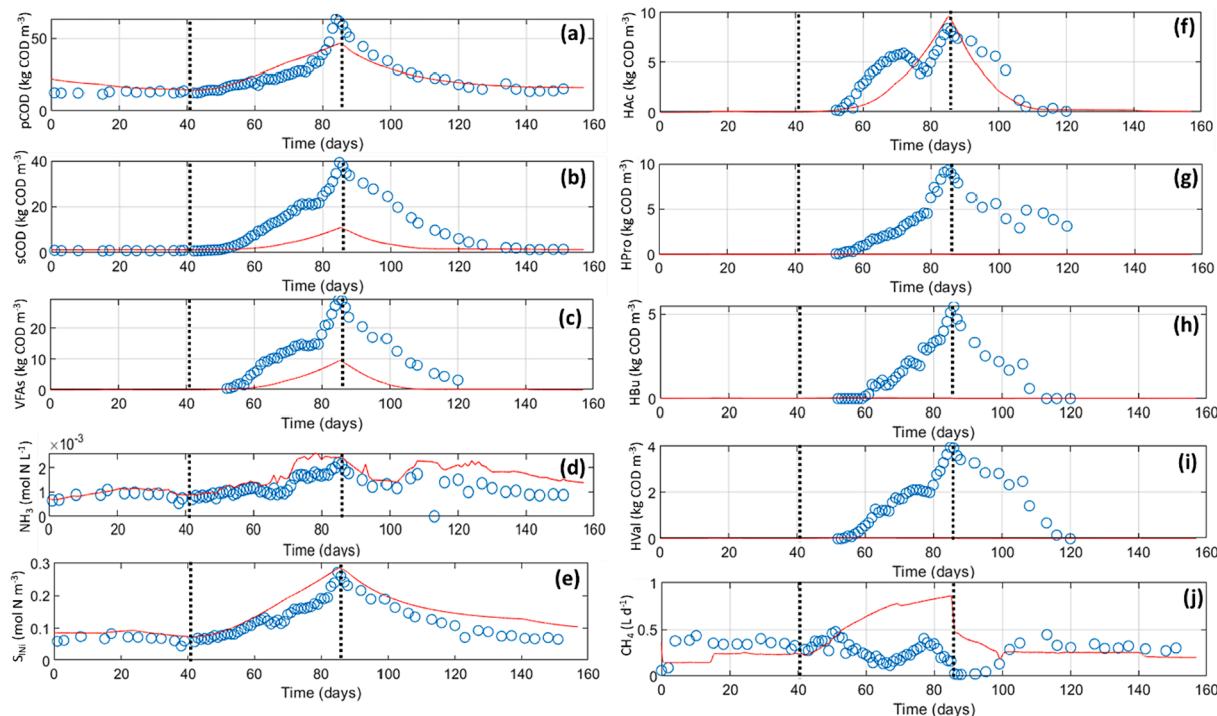 (a)
pCOD (kg COD m-3)
50
0
0 20 40 60 80 100 120 140 160
Time (days)
(b)
sCOD (kg COD m-3)
40
20
0
0 20 40 60 80 100 120 140 160
Time (days)
(c)
VFAs (kg COD m-3)
20
10
0
0 20 40 60 80 100 120 140 160
Time (days)
×10-3
(d)
NH3 (mol N L-1)
2
1
0
0 20 40 60 80 100 120 140 160
Time (days)
(e)
SNi (mol N m-3)
0.3
0.2
0.1
0
0 20 40 60 80 100 120 140 160
Time (days)
(f)
HAc (kg COD m-3)
10
5
0
0 20 40 60 80 100 120 140 160
Time (days)
(g)
HPro (kg COD m-3)
10
5
0
0 20 40 60 80 100 120 140 160
Time (days)
(h)
HBu (kg COD m-3)
5
0
0 20 40 60 80 100 120 140 160
Time (days)
(i)
HVal (kg COD m-3)
4
2
0
0 20 40 60 80 100 120 140 160
Time (days)
(j)
CH4 (L d-1)
1
0.5
0
0 20 40 60 80 100 120 140 160
Time (days)